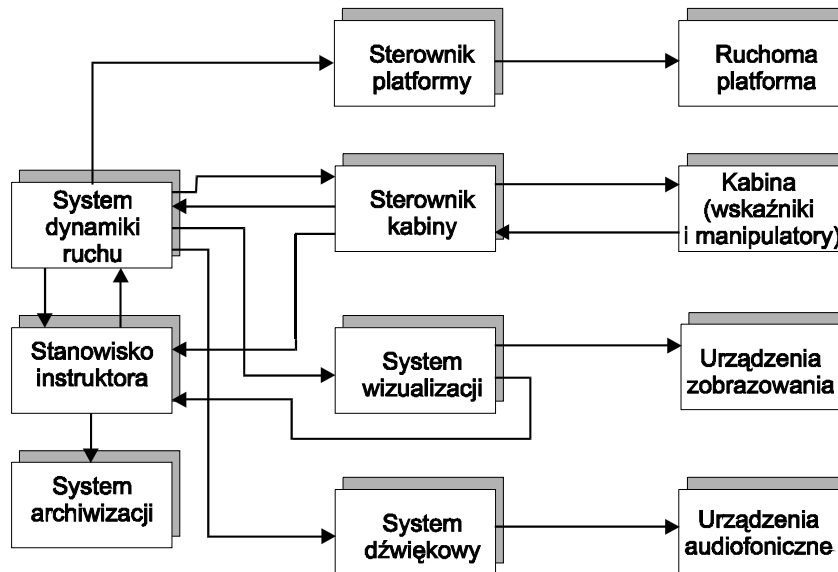 Sterownik
platformy
Ruchoma
platforma
System
dynamiki
ruchu
Sterownik
kabiny
Kabina
(wskaźniki
i manipulatory)
Stanowisko
instruktora
System
wizualizacji
Urządzenia
zobrazowania
System
archiwizacji
System
dźwiękowy
Urządzenia
audiofoniczne